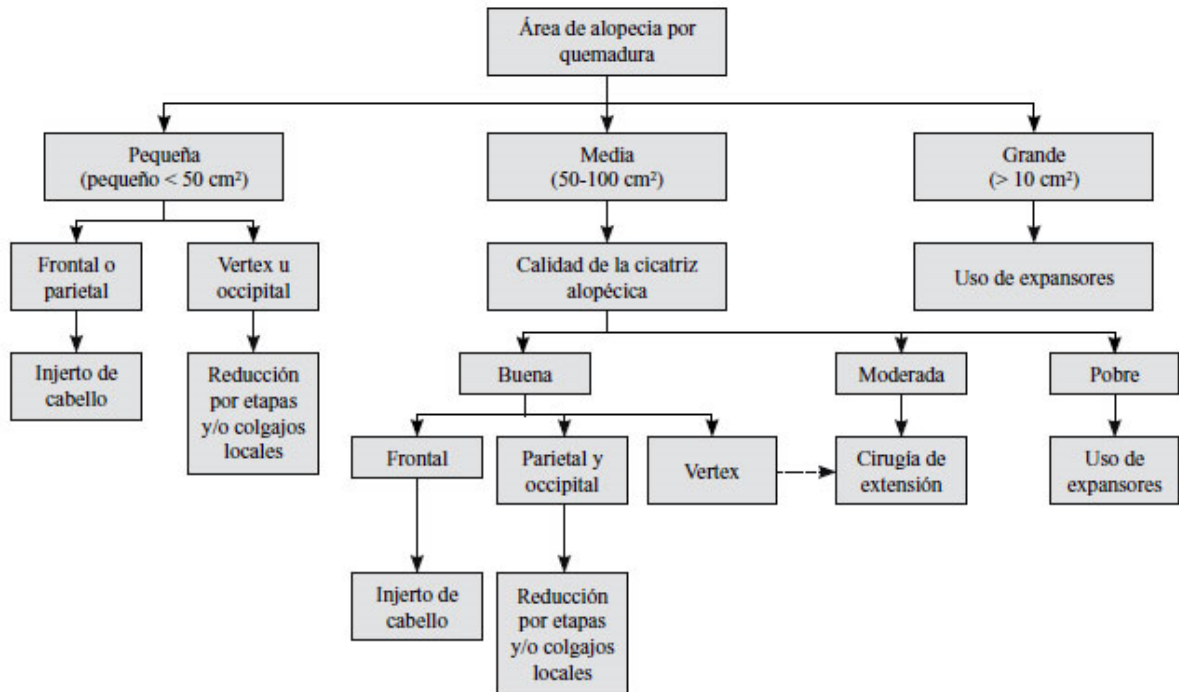 Área de alopecia por
quemadura
Pequeña
(pequeño < 50 cm²)
Media
(50-100 cm²)
Grande
(> 10 cm²)
Frontal o
parietal
Vertex u
occipital
Calidad de la cicatriz
alopécica
Uso de expansores
Injerto de
cabello
Reducción
por etapas
y/o colgajos
locales
Buena
Moderada
Pobre
Frontal
Parietal y
occipital
Vertex
Cirugía de
extensión
Uso de
expansores
Injerto de
cabello
Reducción
por etapas
y/o colgajos
locales